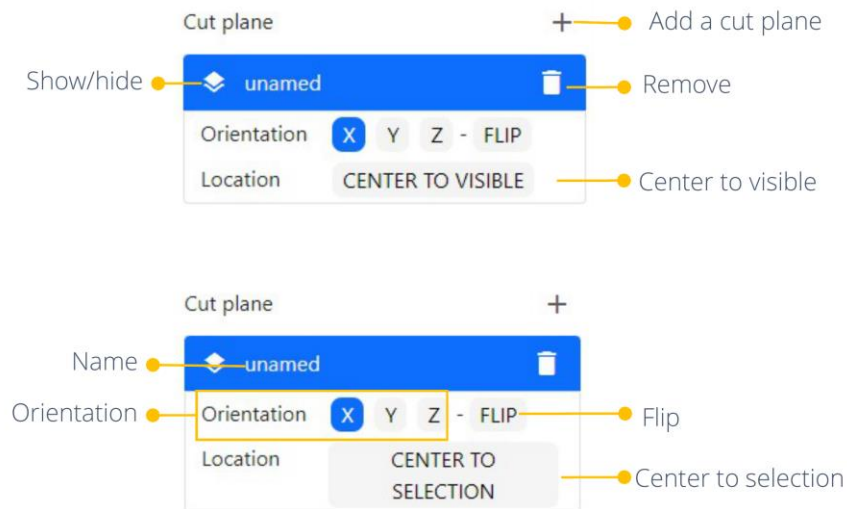 Cut plane + Add a cut plane
Show/hide unamed Remove
Orientation X Y Z - FLIP
Location CENTER TO VISIBLE Center to visible
Cut plane +
Name unamed
Orientation Orientation X Y Z - FLIP Flip
Location CENTER TO
SELECTION Center to selection